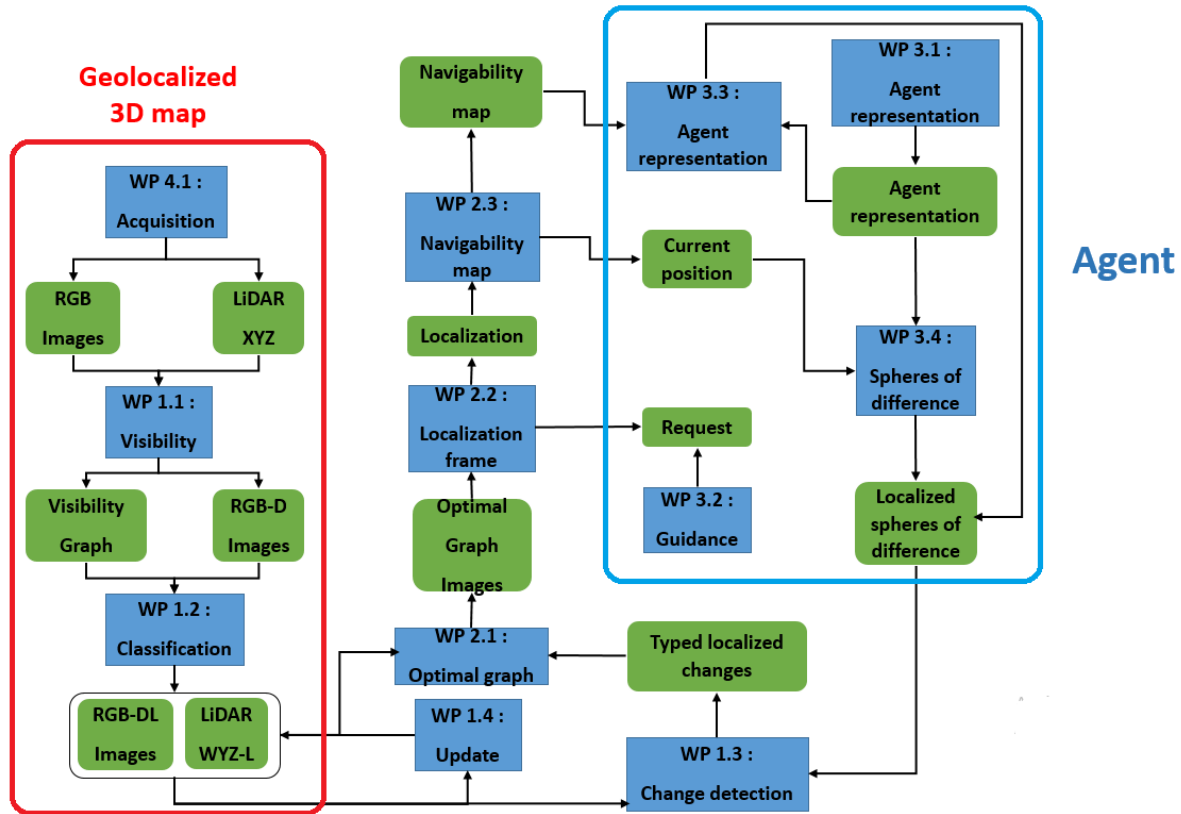 Geolocalized
3D map
WP 4.1 :
Acquisition
RGB
Images
LiDAR
XYZ
WP 1.1 :
Visibility
Visibility
Graph
RGB-D
Images
WP 1.2 :
Classification
RGB-DL
Images
LiDAR
WYZ-L
Navigability
map
WP 2.3 :
Navigability
map
Localization
WP 2.2 :
Localization
frame
Optimal
Graph
Images
WP 2.1 :
Optimal graph
WP 1.4 :
Update
WP 3.3 :
Agent
representation
WP 3.1 :
Agent
representation
Agent
representation
Current
position
WP 3.4 :
Spheres of
difference
Request
WP 3.2 :
Guidance
Localized
spheres of
difference
Agent
Typed localized
changes
WP 1.3 :
Change detection